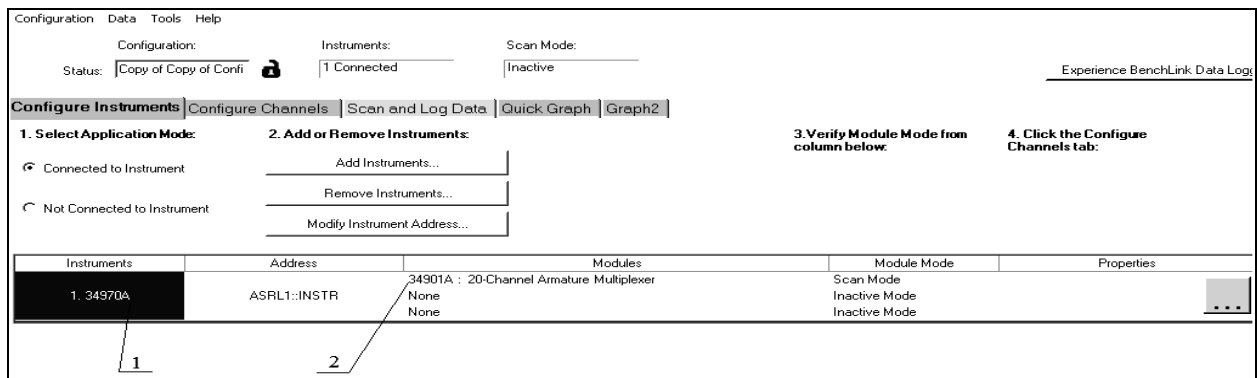 Configuration Data Tools Help
Configuration: Instruments: Scan Mode:
Status: Copy of Copy of Confi 1 Connected Inactive
Experience BenchLink Data Logg
Configure Instruments Configure Channels Scan and Log Data Quick Graph Graph2
1. Select Application Mode: 2. Add or Remove Instruments: 3. Verify Module Mode from 4. Click the Configure
column below: Channels tab:
Connected to Instrument Add Instruments...
Remove Instruments...
Not Connected to Instrument
Modify Instrument Address...
Instruments Address Modules Module Mode Properties
34901A : 20-Channel Armature Multiplexer Scan Mode
1. 34970A ASRL1::INSTR None Inactive Mode ...
None Inactive Mode
1 2